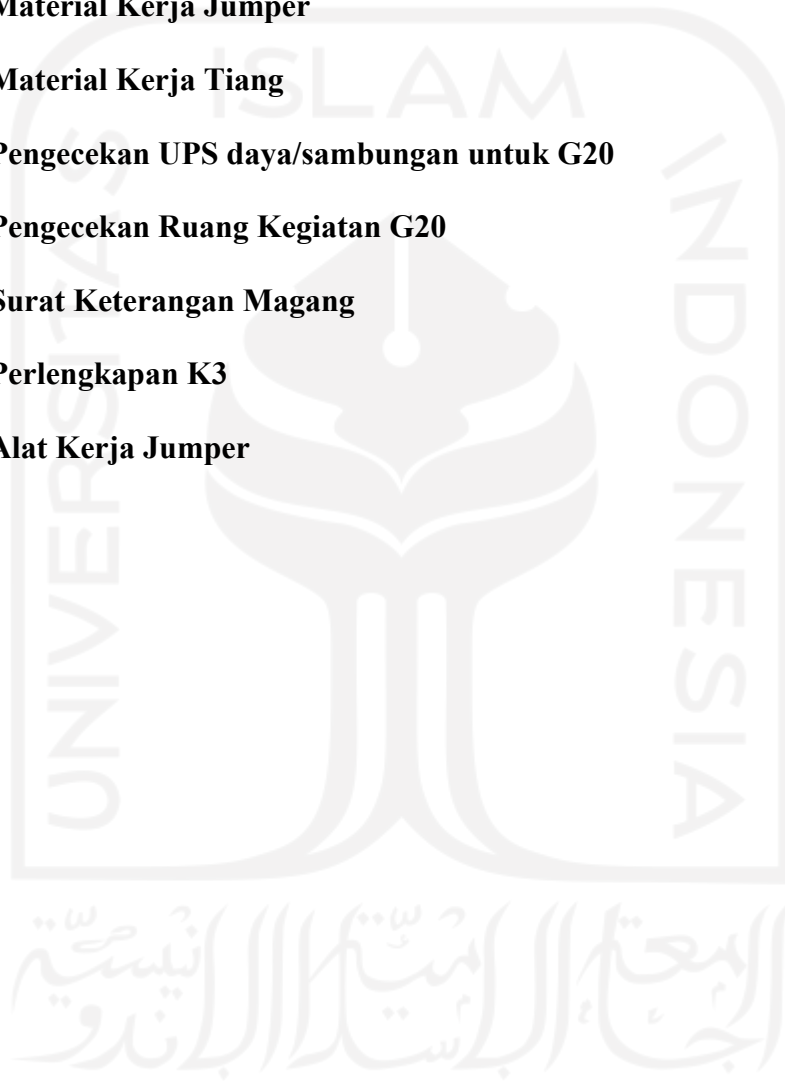 Material Kerja Jumper
Material Kerja Tiang
Pengecekan UPS daya/sambungan untuk G20
Pengecekan Ruang Kegiatan G20
Surat Keterangan Magang
Perlengkapan K3
Alat Kerja Jumper
UNIVERSITAS
ISLAM
INDONESIA